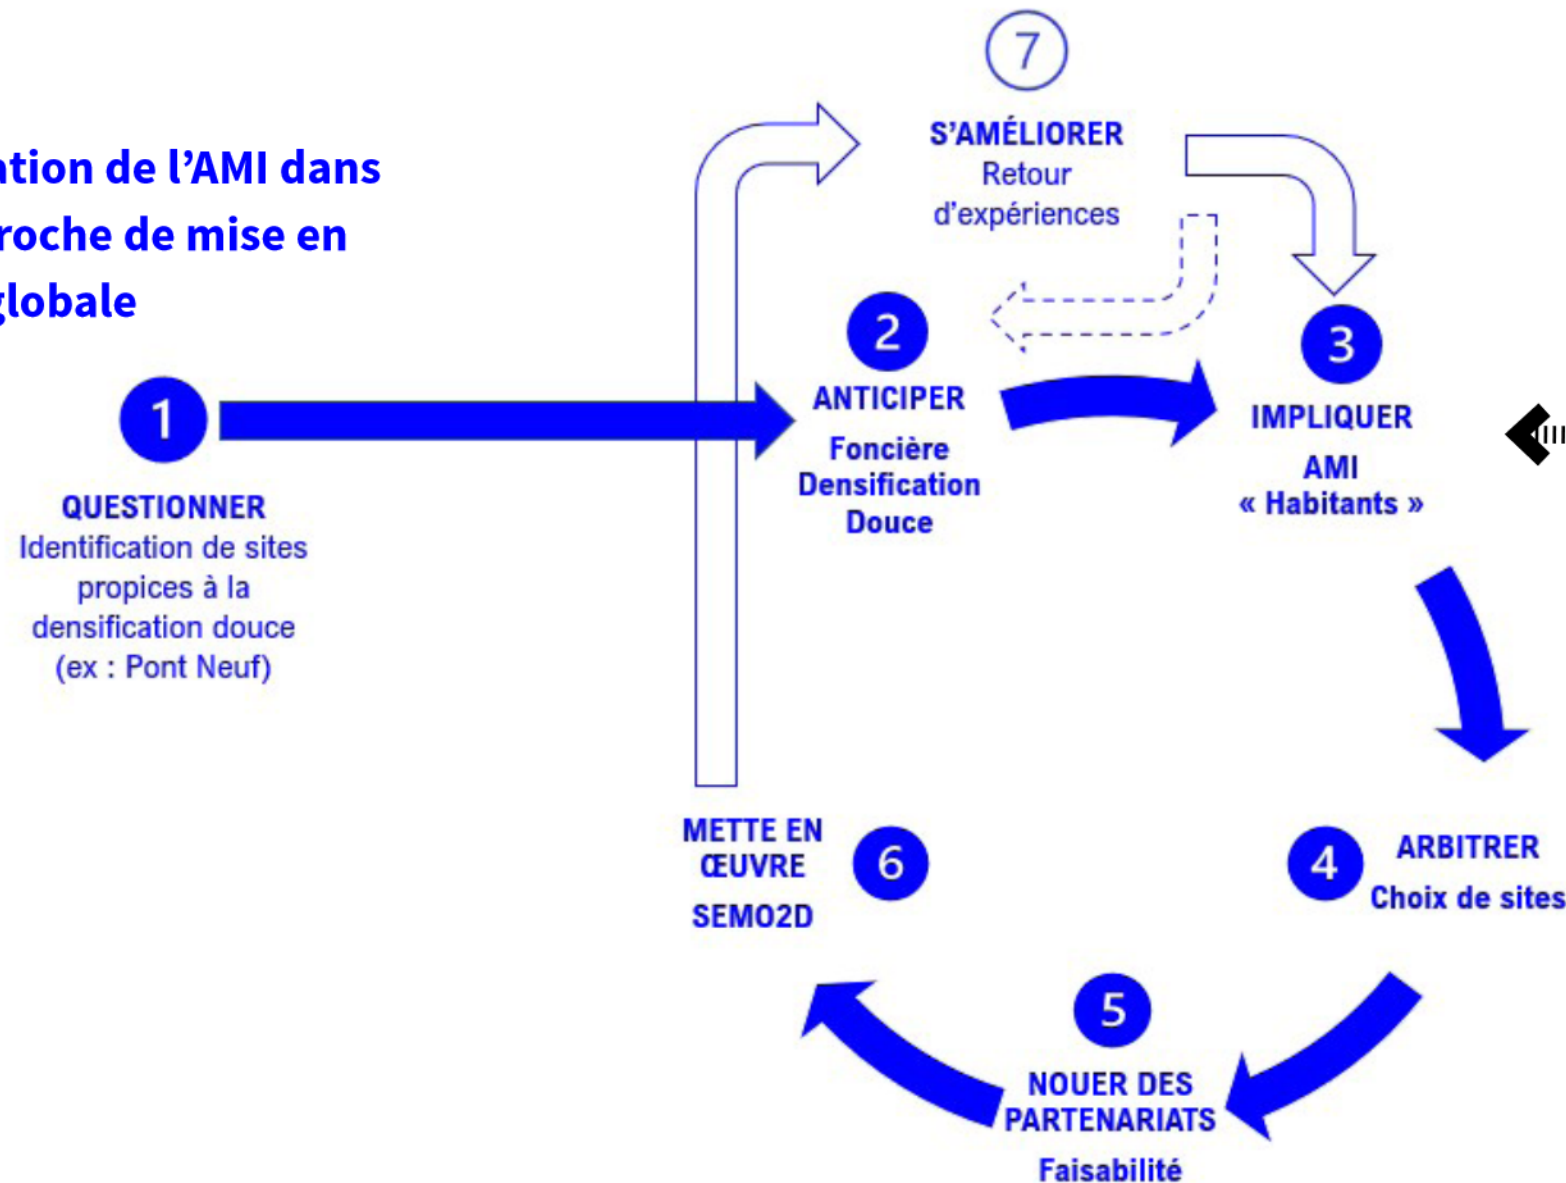 ation de l’AMI dans
roche de mise en
globale
1
QUESTIONNER
Identification de sites
propices à la
densification douce
(ex : Pont Neuf)
2
ANTICIPER
Foncière
Densification
Douce
3
IMPLIQUER
AMI
« Habitants »
4
ARBITRER
Choix de sites
5
NOUER DES
PARTENARIATS
Faisabilité
6
METTE EN
ŒUVRE
SEMO2D
7
S’AMÉLIORER
Retour
d’expériences